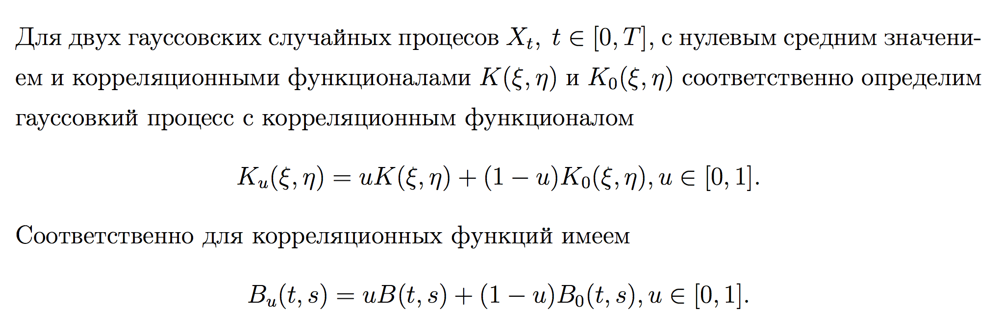 Для двух гауссовских случайных процессов $X_t,\ t \in [0, T]$, с нулевым средним значени-
ем и корреляционными функционалами $K(\xi, \eta)$ и $K_0(\xi, \eta)$ соответственно определим
гауссовкий процесс с корреляционным функционалом
$K_u(\xi, \eta) = uK(\xi, \eta) + (1 - u)K_0(\xi, \eta), u \in [0, 1].$
Соответственно для корреляционных функций имеем
$B_u(t, s) = uB(t, s) + (1 - u)B_0(t, s), u \in [0, 1].$